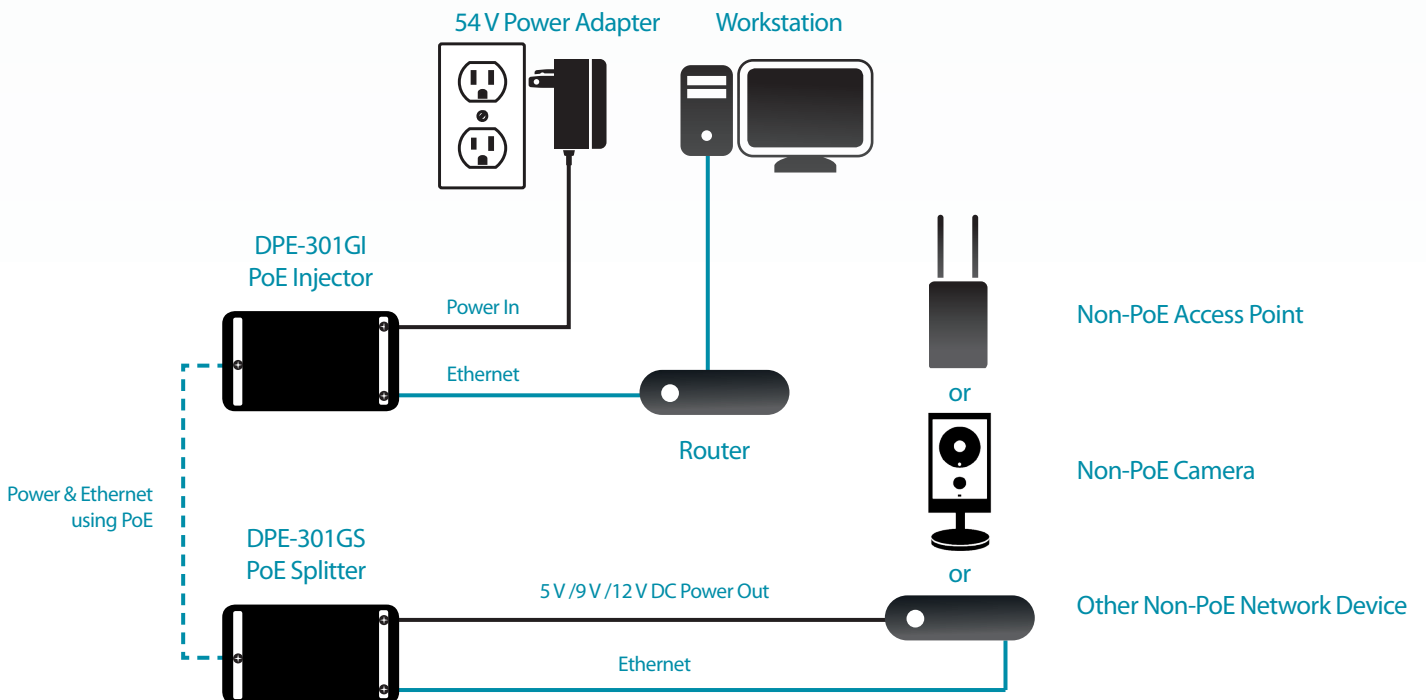 54 V Power Adapter
Workstation
DPE-301GI
PoE Injector
Power In
Ethernet
Non-PoE Access Point
or
Router
Non-PoE Camera
Power & Ethernet
using PoE
DPE-301GS
PoE Splitter
or
5 V /9 V /12 V DC Power Out
Other Non-PoE Network Device
Ethernet